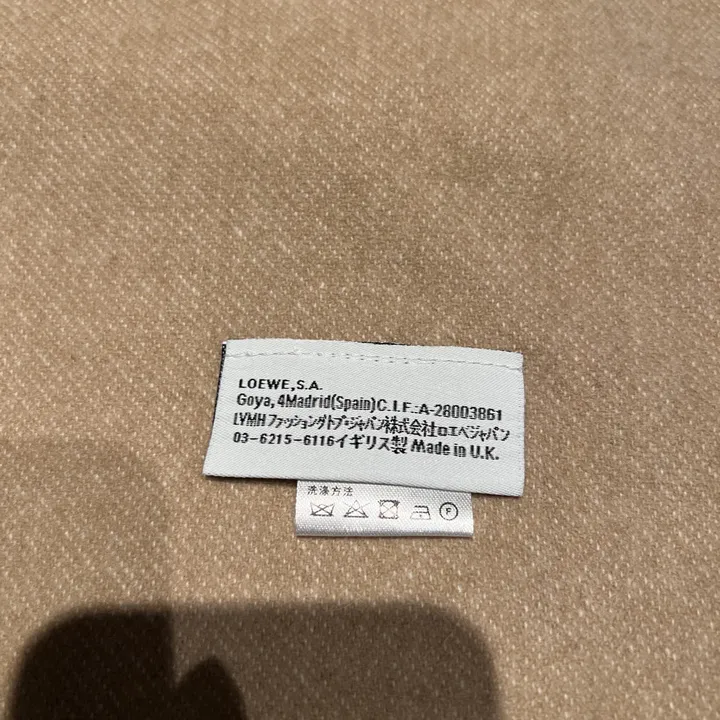 LOEWE,S.A.
Goya,4Madrid(Spain)C.I.F.:A-28003861
LVMHファッショングループ・ジャパン株式会社ロエベジャパン
03-6215-6116イギリス製 Made in U.K.
洗涤方法
F